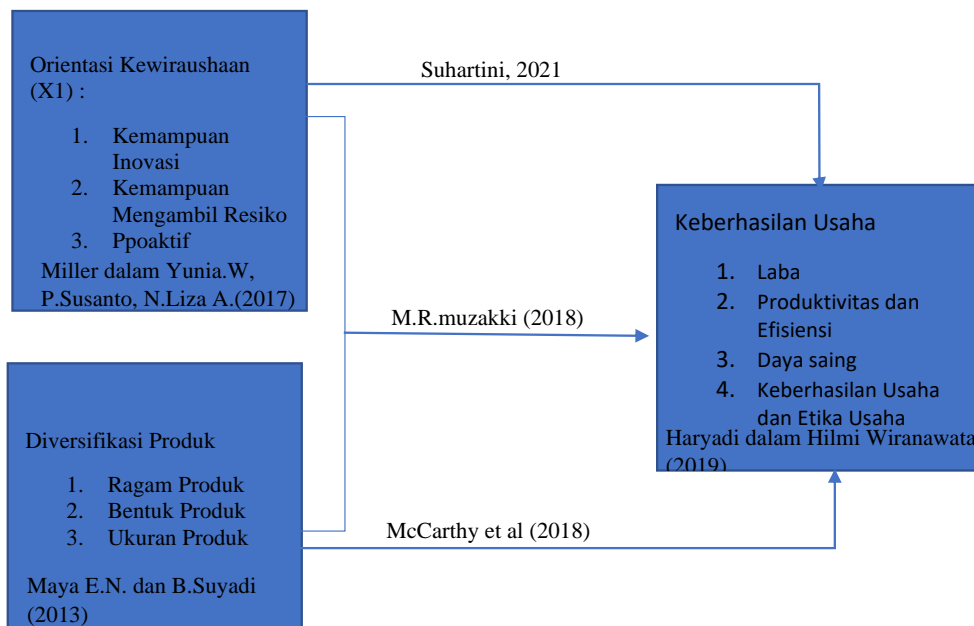 Orientasi Kewiraushaan
(X1) :
1. Kemampuan
Inovasi
2. Kemampuan
Mengambil Resiko
3. Ppoaktif
Miller dalam Yunia.W,
P.Susanto, N.Liza A.(2017)
Suhartini, 2021
M.R.muzakki (2018)
Keberhasilan Usaha
1. Laba
2. Produktivitas dan
Efisiensi
3. Daya saing
4. Keberhasilan Usaha
dan Etika Usaha
Haryadi dalam Hilmi Wiranawata
(2019)
Diversifikasi Produk
1. Ragam Produk
2. Bentuk Produk
3. Ukuran Produk
Maya E.N. dan B.Suyadi
(2013)
McCarthy et al (2018)